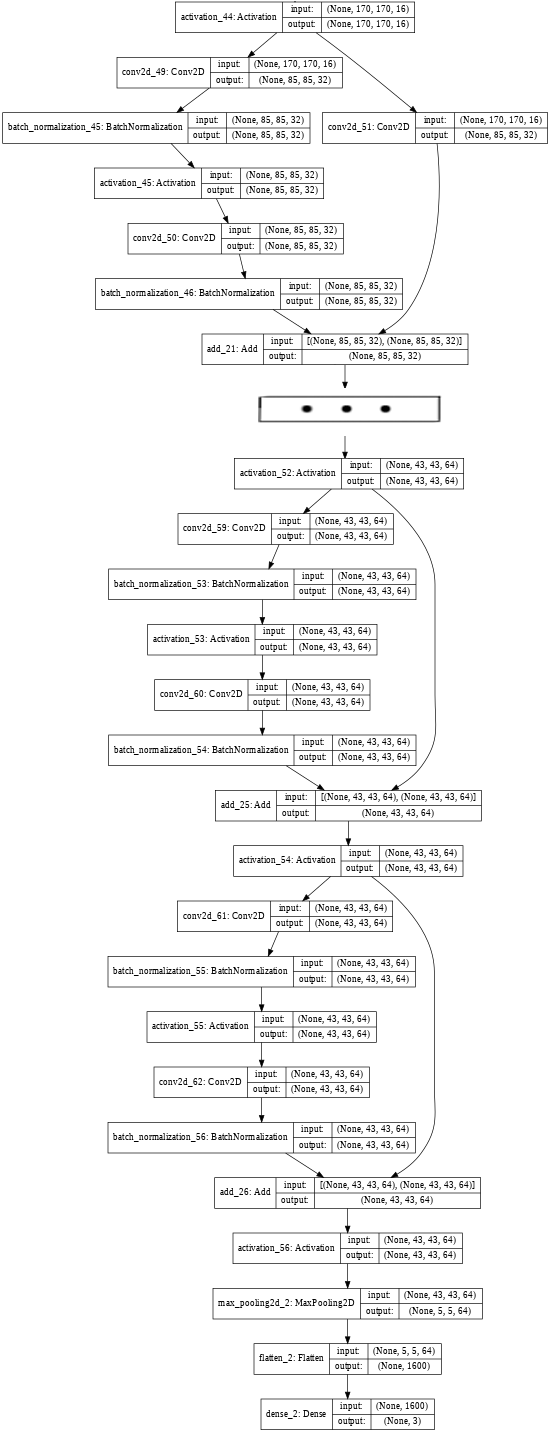 activation_44: Activation input: (None, 170, 170, 16)
output: (None, 170, 170, 16)
conv2d_49: Conv2D input: (None, 170, 170, 16)
output: (None, 85, 85, 32)
batch_normalization_45: BatchNormalization input: (None, 85, 85, 32)
output: (None, 85, 85, 32)
conv2d_51: Conv2D input: (None, 170, 170, 16)
output: (None, 85, 85, 32)
activation_45: Activation input: (None, 85, 85, 32)
output: (None, 85, 85, 32)
conv2d_50: Conv2D input: (None, 85, 85, 32)
output: (None, 85, 85, 32)
batch_normalization_46: BatchNormalization input: (None, 85, 85, 32)
output: (None, 85, 85, 32)
add_21: Add input: [(None, 85, 85, 32), (None, 85, 85, 32)]
output: (None, 85, 85, 32)
activation_52: Activation input: (None, 43, 43, 64)
output: (None, 43, 43, 64)
conv2d_59: Conv2D input: (None, 43, 43, 64)
output: (None, 43, 43, 64)
batch_normalization_53: BatchNormalization input: (None, 43, 43, 64)
output: (None, 43, 43, 64)
activation_53: Activation input: (None, 43, 43, 64)
output: (None, 43, 43, 64)
conv2d_60: Conv2D input: (None, 43, 43, 64)
output: (None, 43, 43, 64)
batch_normalization_54: BatchNormalization input: (None, 43, 43, 64)
output: (None, 43, 43, 64)
add_25: Add input: [(None, 43, 43, 64), (None, 43, 43, 64)]
output: (None, 43, 43, 64)
activation_54: Activation input: (None, 43, 43, 64)
output: (None, 43, 43, 64)
conv2d_61: Conv2D input: (None, 43, 43, 64)
output: (None, 43, 43, 64)
batch_normalization_55: BatchNormalization input: (None, 43, 43, 64)
output: (None, 43, 43, 64)
activation_55: Activation input: (None, 43, 43, 64)
output: (None, 43, 43, 64)
conv2d_62: Conv2D input: (None, 43, 43, 64)
output: (None, 43, 43, 64)
batch_normalization_56: BatchNormalization input: (None, 43, 43, 64)
output: (None, 43, 43, 64)
add_26: Add input: [(None, 43, 43, 64), (None, 43, 43, 64)]
output: (None, 43, 43, 64)
activation_56: Activation input: (None, 43, 43, 64)
output: (None, 43, 43, 64)
max_pooling2d_2: MaxPooling2D input: (None, 43, 43, 64)
output: (None, 5, 5, 64)
flatten_2: Flatten input: (None, 5, 5, 64)
output: (None, 1600)
dense_2: Dense input: (None, 1600)
output: (None, 3)